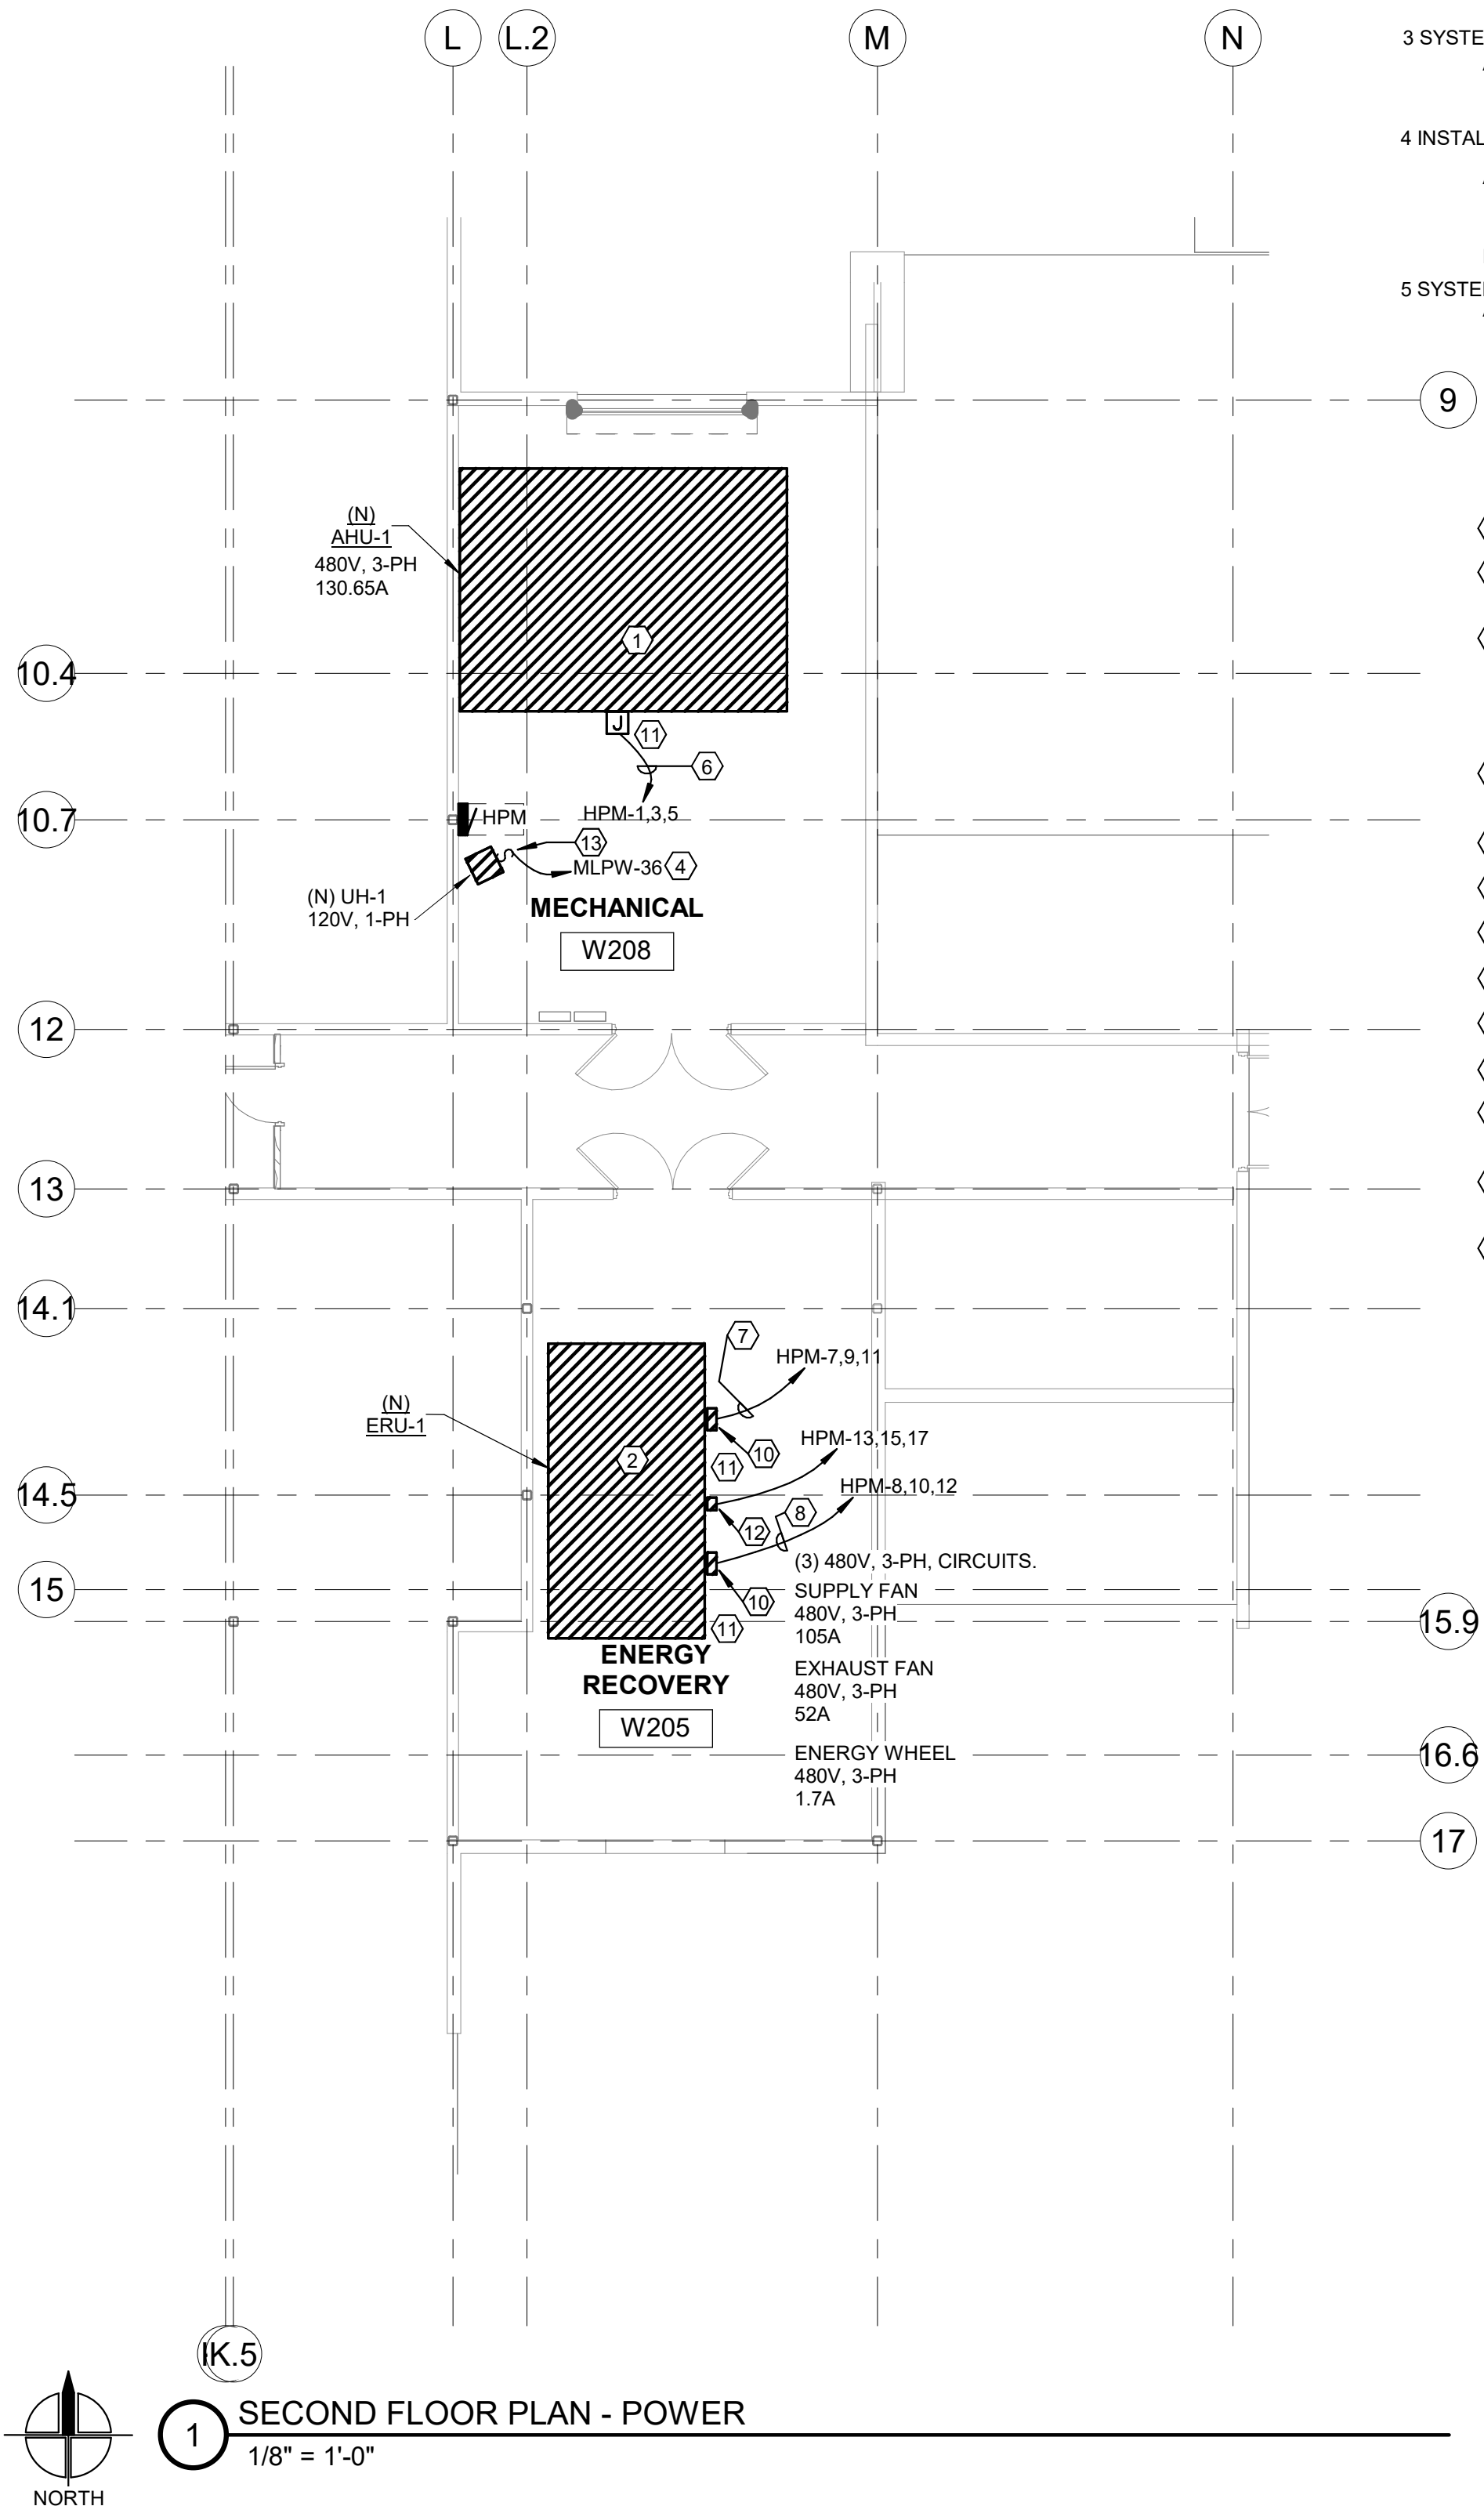 L
L.2
M
N
3 SYSTE
4 INSTAL
5 SYSTE
9
(N)
AHU-1
480V, 3-PH
130.65A
1
10.4
J
11
6
10.7
HPM
HPM-1,3,5
13
MLPW-36
4
(N) UH-1
120V, 1-PH
MECHANICAL
W208
12
13
14.1
7
HPM-7,9,11
(N)
ERU-1
10
HPM-13,15,17
2
11
14.5
HPM-8,10,12
8
12
(3) 480V, 3-PH, CIRCUITS.
15
SUPPLY FAN
480V, 3-PH
105A
10
11
15.9
ENERGY
RECOVERY
W205
EXHAUST FAN
480V, 3-PH
52A
ENERGY WHEEL
480V, 3-PH
1.7A
16.6
17
K.5
1
SECOND FLOOR PLAN - POWER
1/8" = 1'-0"
NORTH